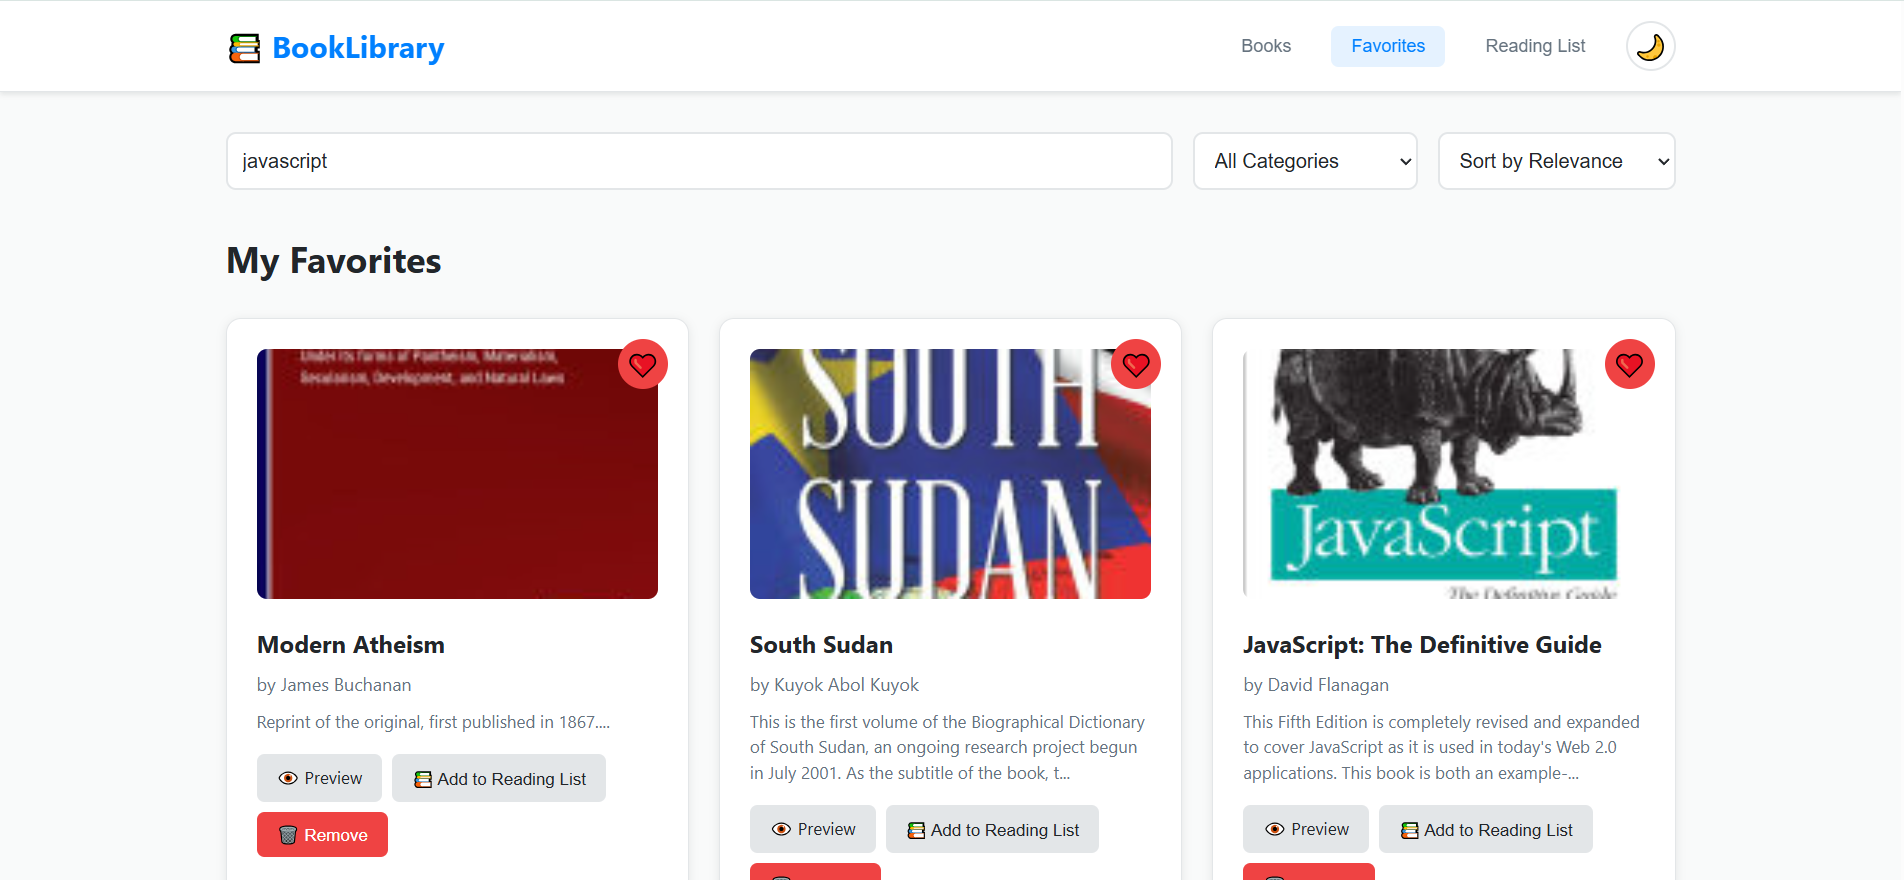 BookLibrary
Books
Favorites
Reading List
javascript
All Categories
Sort by Relevance
My Favorites
Under its forms of Pantheism, Materialism,
Secularism, Development, and Natural Laws
SOUTH
SUDAN
JavaScript
The Definitive Guide
Modern Atheism
by James Buchanan
Reprint of the original, first published in 1867....
Preview
Add to Reading List
Remove
South Sudan
by Kuyok Abol Kuyok
This is the first volume of the Biographical Dictionary
of South Sudan, an ongoing research project begun
in July 2001. As the subtitle of the book, t...
Preview
Add to Reading List
JavaScript: The Definitive Guide
by David Flanagan
This Fifth Edition is completely revised and expanded
to cover JavaScript as it is used in today's Web 2.0
applications. This book is both an example-...
Preview
Add to Reading List